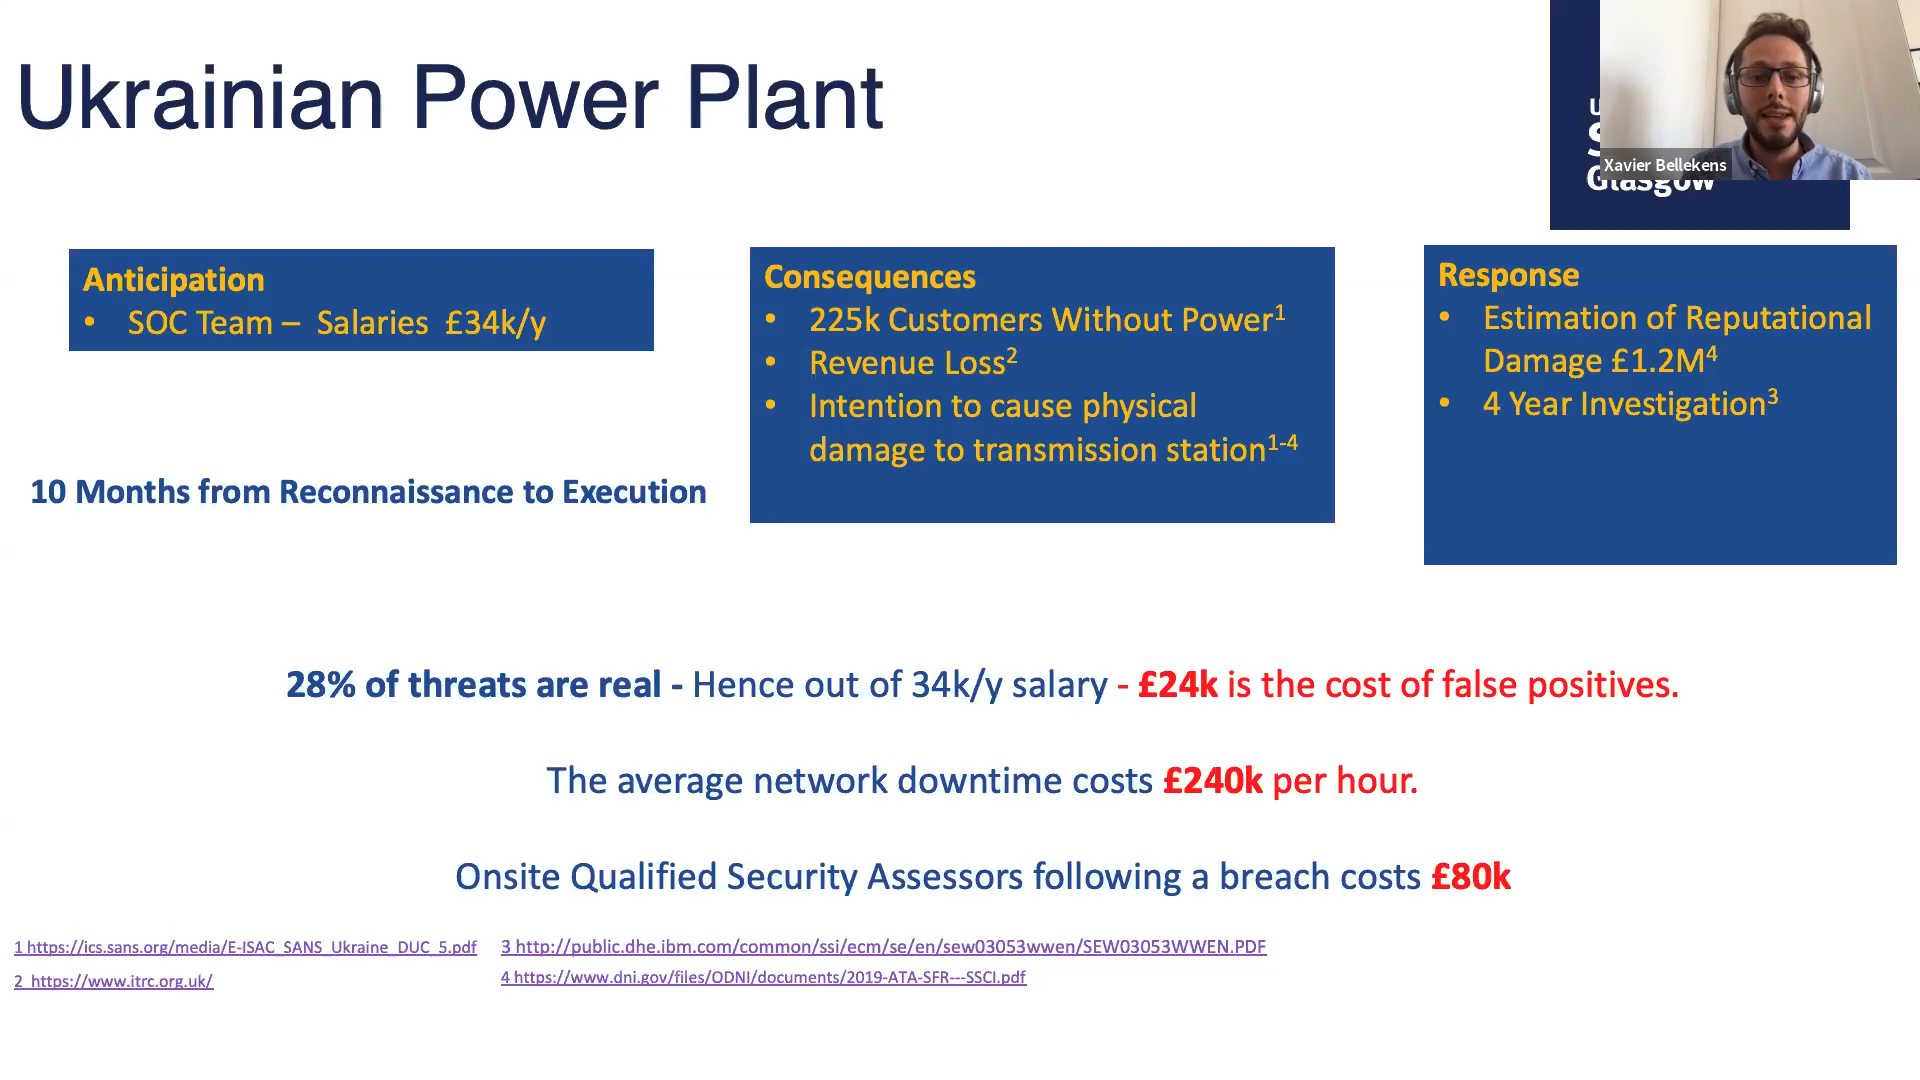 Ukrainian Power Plant
U
S
Glasgow
Xavier Bellekens
Anticipation
• SOC Team – Salaries £34k/y
10 Months from Reconnaissance to Execution
Consequences
• 225k Customers Without Power1
• Revenue Loss2
• Intention to cause physical
damage to transmission station1-4
Response
• Estimation of Reputational
Damage £1.2M4
• 4 Year Investigation3
28% of threats are real - Hence out of 34k/y salary - £24k is the cost of false positives.
The average network downtime costs £240k per hour.
Onsite Qualified Security Assessors following a breach costs £80k
1 https://ics.sans.org/media/E-ISAC_SANS_Ukraine_DUC_5.pdf
2 https://www.itrc.org.uk/
3 http://public.dhe.ibm.com/common/ssi/ecm/se/en/sew03053wwen/SEW03053WWEN.PDF
4 https://www.dni.gov/files/ODNI/documents/2019-ATA-SFR---SSCI.pdf